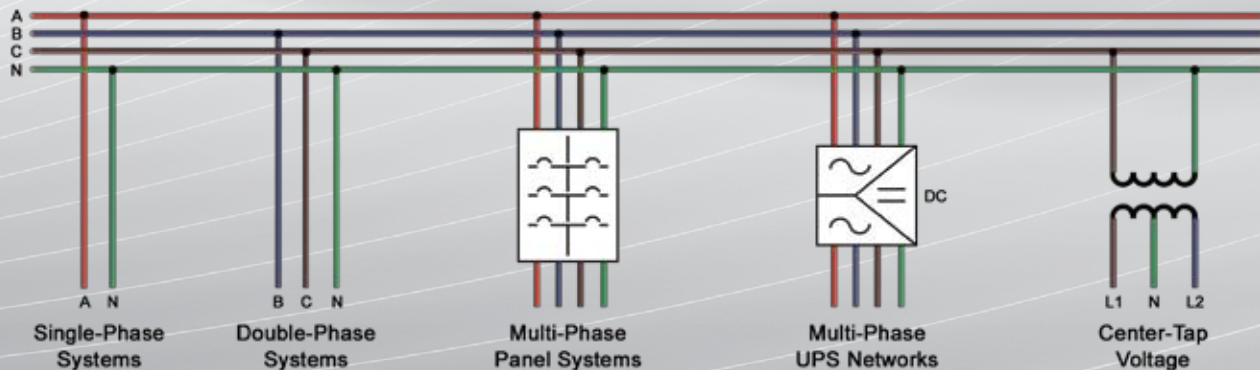 A
B
C
N
DC
A N
B C N
L1 N L2
Single-Phase
Systems
Double-Phase
Systems
Multi-Phase
Panel Systems
Multi-Phase
UPS Networks
Center-Tap
Voltage